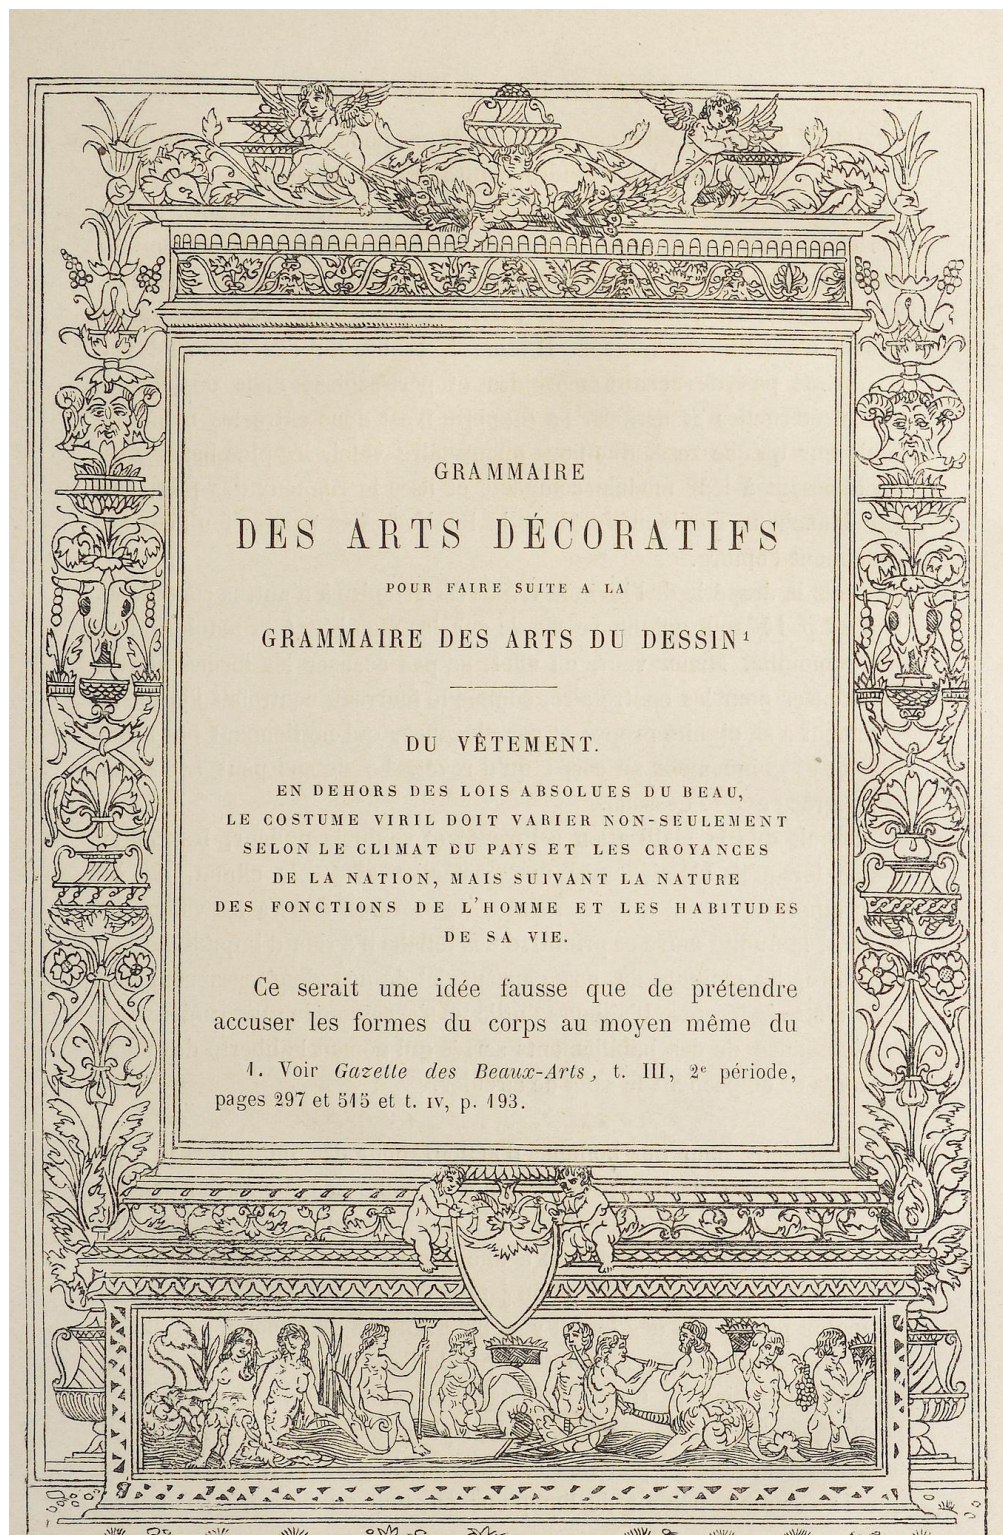 GRAMMAIRE
DES ARTS DÉCORATIFS
POUR FAIRE SUITE A LA
GRAMMAIRE DES ARTS DU DESSIN¹
DU VÊTEMENT.
EN DEHORS DES LOIS ABSOLUES DU BEAU,
LE COSTUME VIRIL DOIT VARIER NON-SEULEMENT
SELON LE CLIMAT DU PAYS ET LES CROYANCES
DE LA NATION, MAIS SUIVANT LA NATURE
DES FONCTIONS DE L'HOMME ET LES HABITUDES
DE SA VIE.
Ce serait une idée fausse que de prétendre
accuser les formes du corps au moyen même du
1. Voir Gazette des Beaux-Arts, t. III, 2ᵉ période,
pages 297 et 515 et t. IV, p. 193.